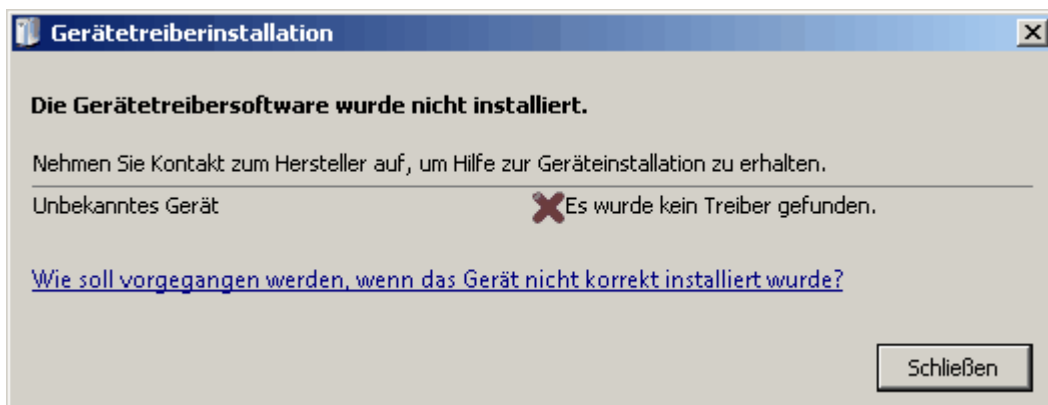 Gerätetreiberinstallation
Die Gerätetreibersoftware wurde nicht installiert.
Nehmen Sie Kontakt zum Hersteller auf, um Hilfe zur Geräteinstallation zu erhalten.
Unbekanntes Gerät Es wurde kein Treiber gefunden.
Wie soll vorgegangen werden, wenn das Gerät nicht korrekt installiert wurde?
Schließen